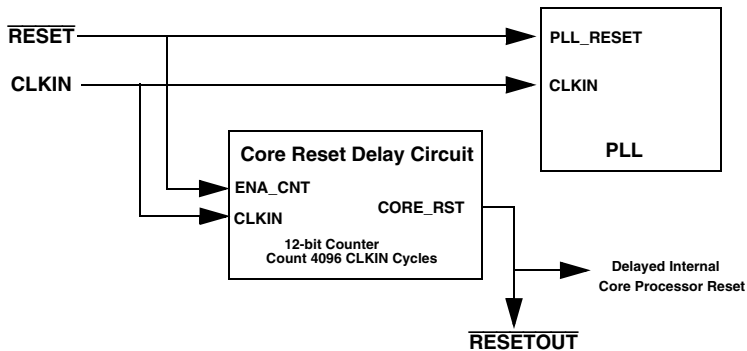 RESET
PLL_RESET
CLKIN
CLKIN
PLL
Core Reset Delay Circuit
ENA_CNT
CLKIN
CORE_RST
12-bit Counter
Count 4096 CLKIN Cycles
Delayed Internal
Core Processor Reset
RESETOUT